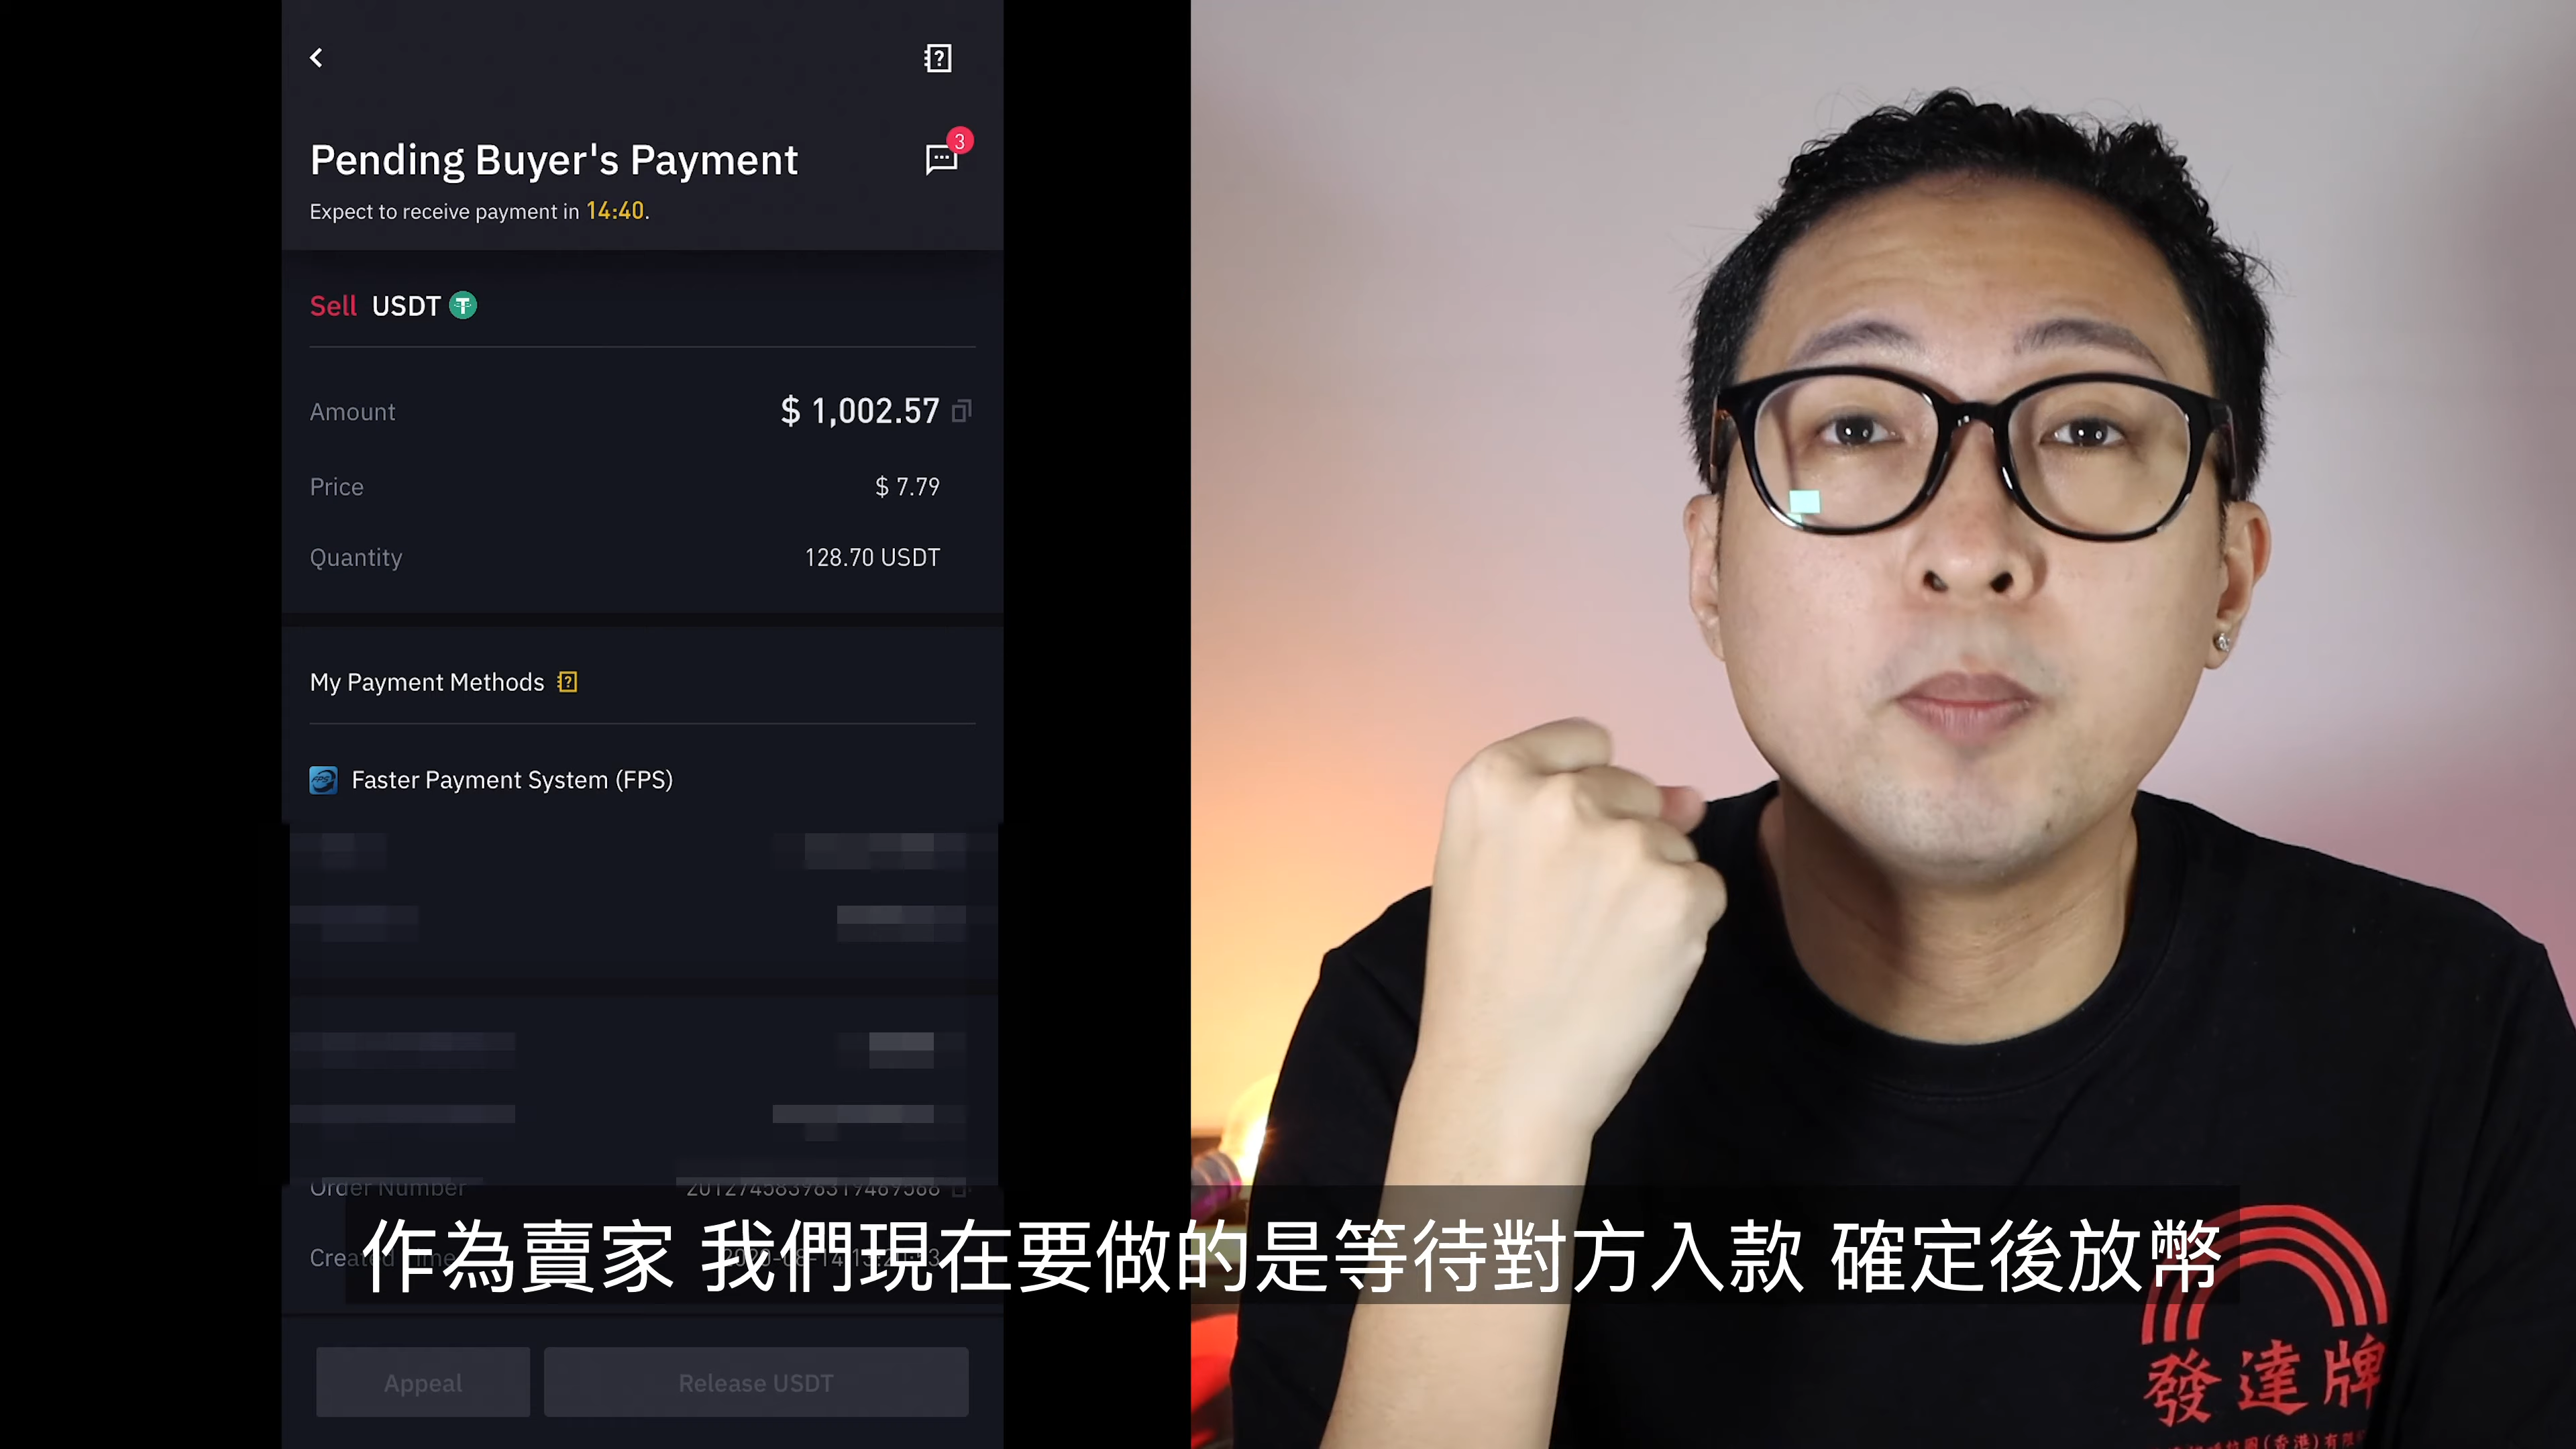 3
Pending Buyer's Payment
Expect to receive payment in 14:40.
Sell USDT
Amount $ 1,002.57
Price $ 7.79
Quantity 128.70 USDT
My Payment Methods
FPS Faster Payment System (FPS)
Order Number
作為賣家 我們現在要做的是等待對方入款 確定後放幣
Appeal Release USDT
發達牌